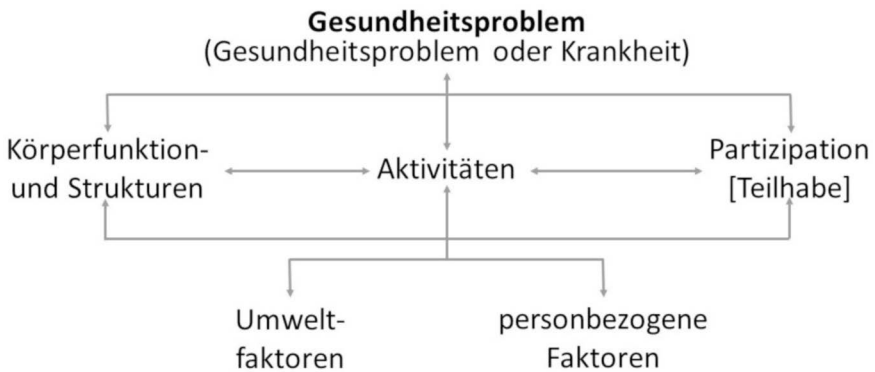 Gesundheitsproblem
(Gesundheitsproblem oder Krankheit)
Körperfunktion-
und Strukturen
Aktivitäten
Partizipation
[Teilhabe]
Umwelt-
faktoren
personbezogene
Faktoren